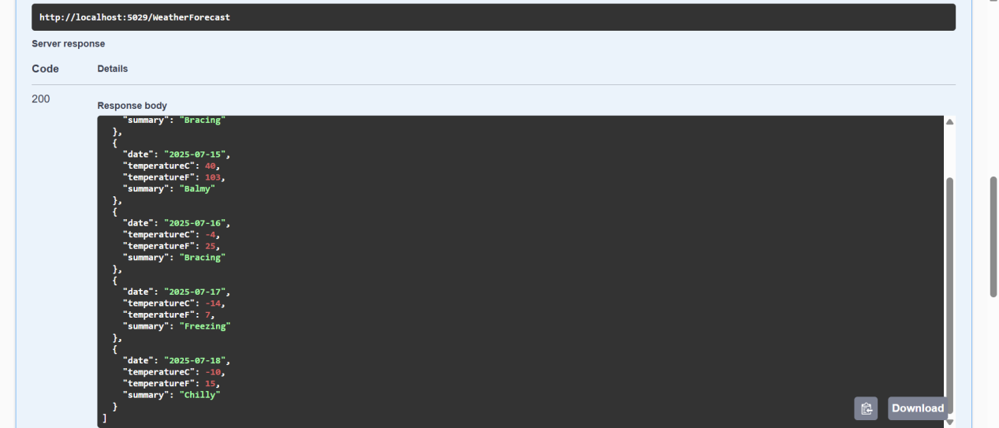 http://localhost:5029/WeatherForecast
Server response
Code Details
200
Response body
"summary": "Bracing"
},
{
"date": "2025-07-15",
"temperatureC": 40,
"temperatureF": 103,
"summary": "Balmy"
},
{
"date": "2025-07-16",
"temperatureC": -4,
"temperatureF": 25,
"summary": "Bracing"
},
{
"date": "2025-07-17",
"temperatureC": -14,
"temperatureF": 7,
"summary": "Freezing"
},
{
"date": "2025-07-18",
"temperatureC": -10,
"temperatureF": 15,
"summary": "Chilly"
}
]
Download